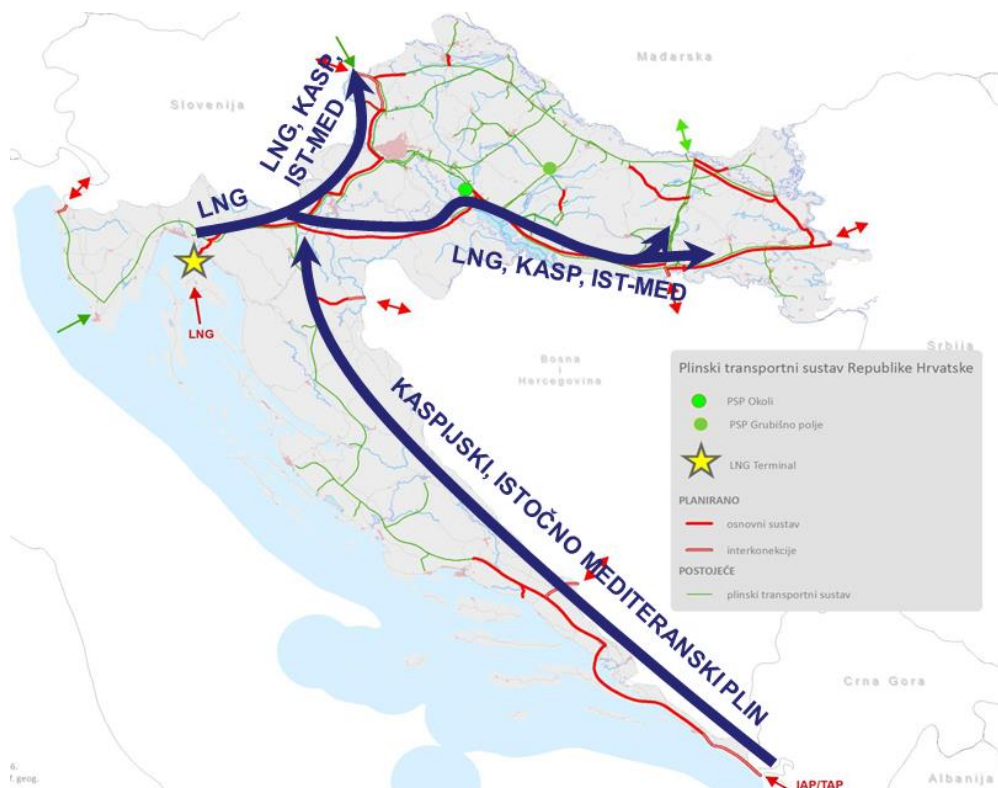 Mađarska
Slovenija
LNG, KASP,
IST-MED
LNG
LNG, KASP, IST-MED
LNG
Bosna
i
Hercegovina
Srbija
KASPIJSKI, ISTOČNO MEDITERANSKI PLIN
Plinski transportni sustav Republike Hrvatske
PSP Okoli
PSP Grubišno polje
LNG Terminal
PLANIRANO
osnovni sustav
interkonekcije
POSTOJEĆE
plinski transportni sustav
Crna Gora
Albanija
IAP/TAP
6.
f. geog.